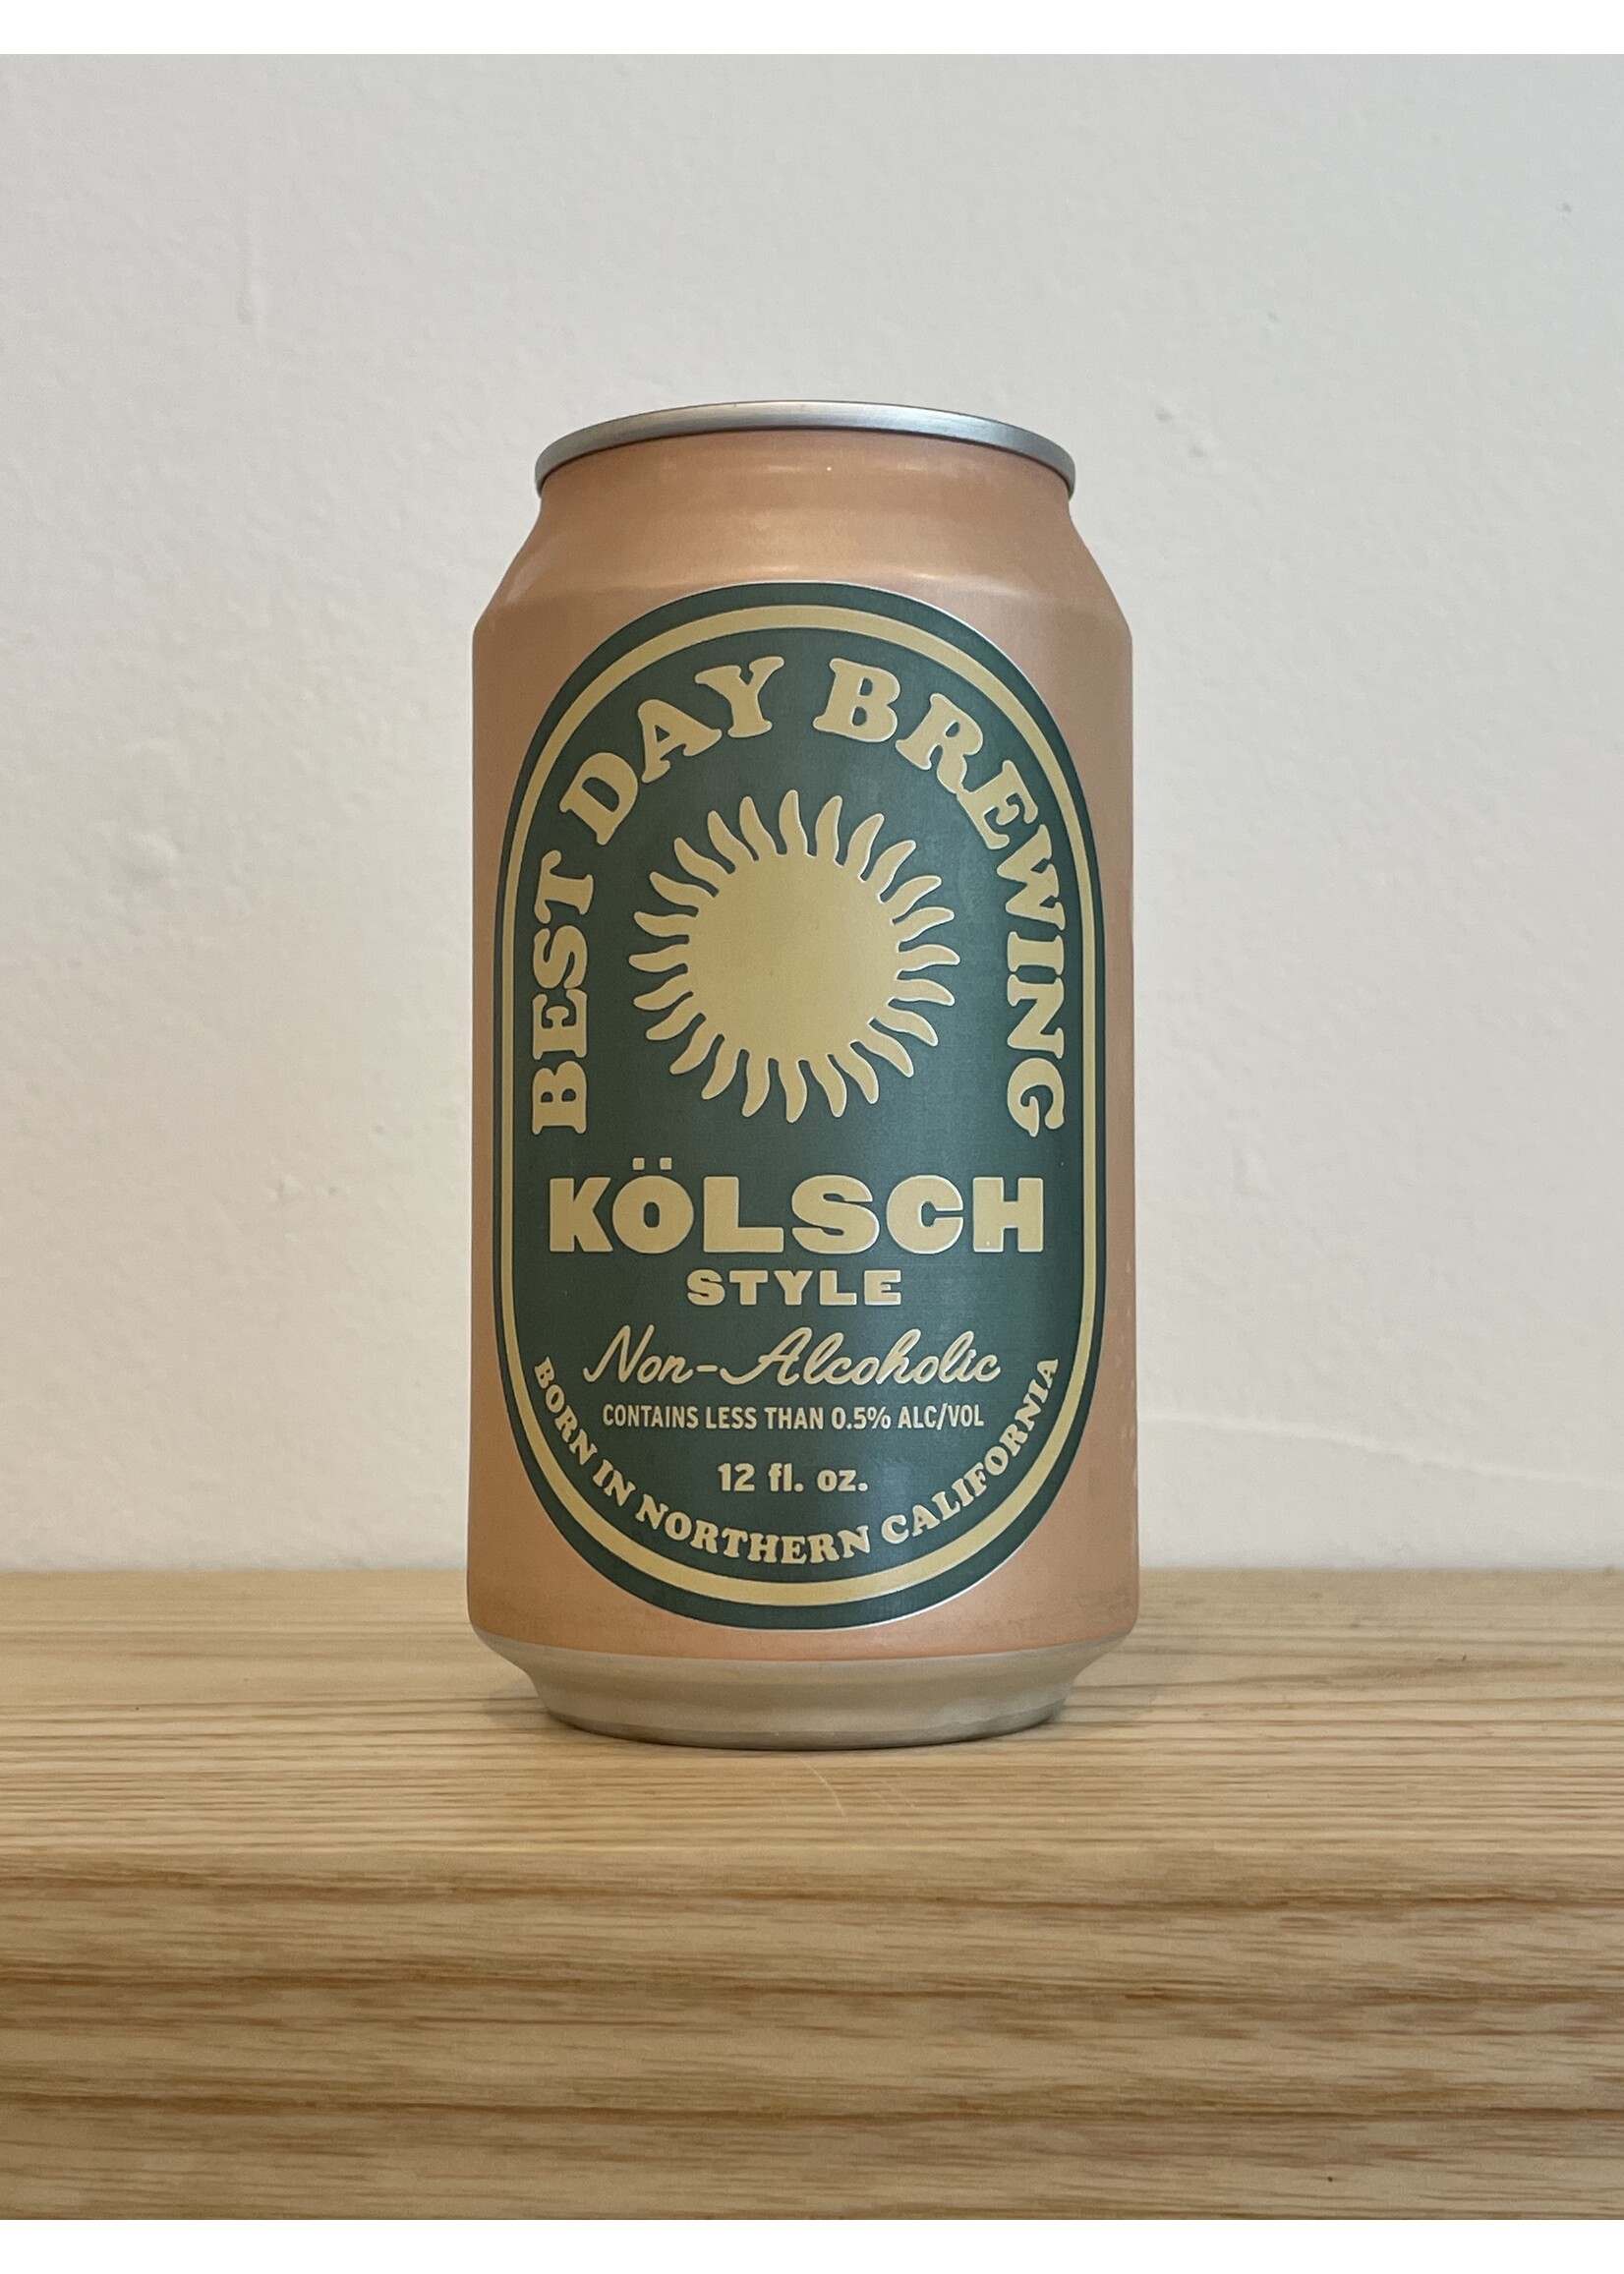 BEST DAY BREWING
KÖLSCH
STYLE
Non-Alcoholic
CONTAINS LESS THAN 0.5% ALC/VOL
12 fl. oz.
BORN IN NORTHERN CALIFORNIA